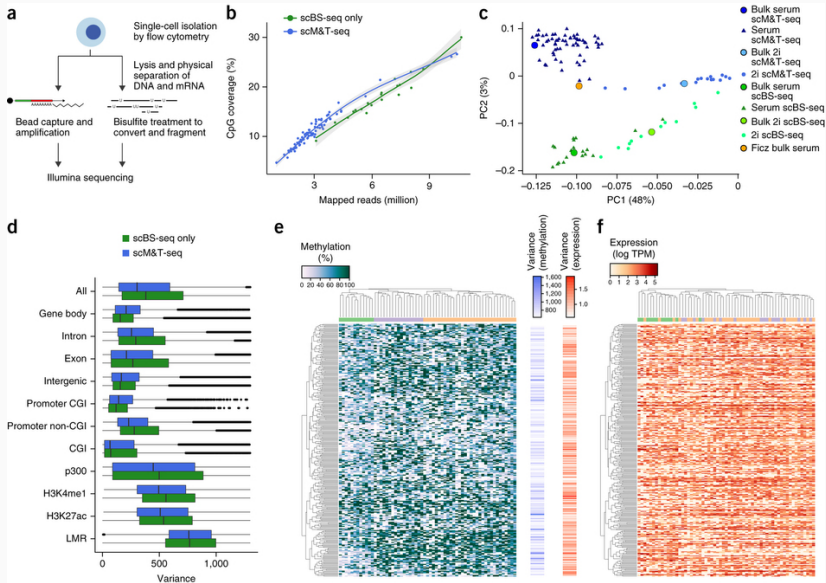 a
Single-cell isolation
by flow cytometry
Lysis and physical
separation of
DNA and mRNA
Bead capture and
amplification
Bisulfite treatment to
convert and fragment
Illumina sequencing
b
scBS-seq only
scM&T-seq
CpG coverage (%)
30
20
10
3
6
9
Mapped reads (million)
c
0.1
0
−0.1
−0.2
PC2 (3%)
−0.125
−0.100
−0.075
−0.050
−0.025
0
PC1 (48%)
Bulk serum
scM&T-seq
Serum
scM&T-seq
Bulk 2i
scM&T-seq
2i scM&T-seq
Bulk serum
scBS-seq
Serum scBS-seq
Bulk 2i scBS-seq
2i scBS-seq
Ficz bulk serum
d
scBS-seq only
scM&T-seq
All
Gene body
Intron
Exon
Intergenic
Promoter CGI
Promoter non-CGI
CGI
p300
H3K4me1
H3K27ac
LMR
0
500
1000
Variance
e
Methylation
(%)
0 20 40 60 80 100
Variance
(methylation)
1,600
1,400
1,200
1,000
800
Variance
(expression)
1.5
1.0
f
Expression
(log TPM)
0 1 2 3 4 5